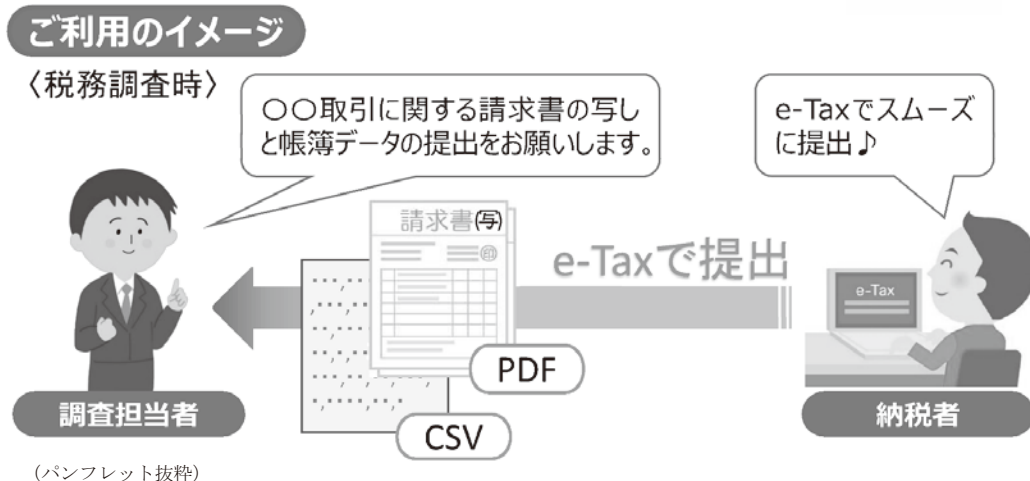 ご利用のイメージ
〈税務調査時〉
〇〇取引に関する請求書の写し
と帳簿データの提出をお願いします。
e-Taxでスムーズ
に提出♪
請求書(写)
印
e-Taxで提出
e-Tax
PDF
CSV
調査担当者
納税者
（パンフレット抜粋）